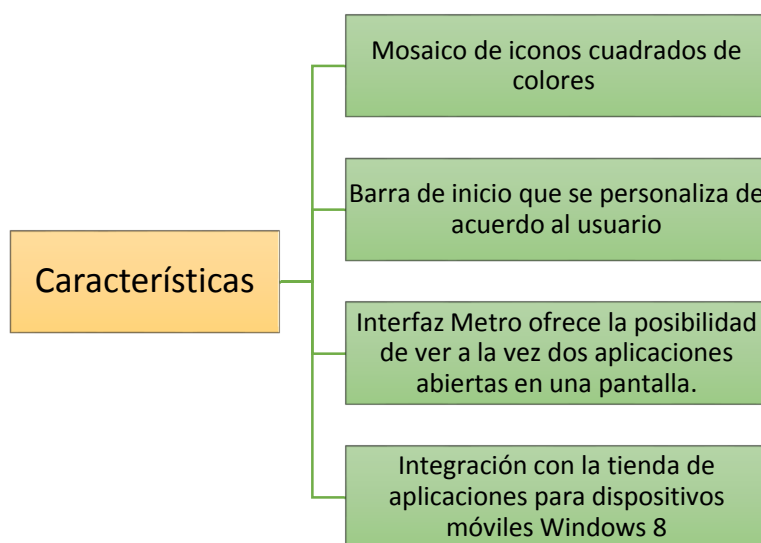 Mosaico de iconos cuadrados de
colores
Barra de inicio que se personaliza de
acuerdo al usuario
Característícas
Interfaz Metro ofrece la posibilidad
de ver a la vez dos aplicaciones
abiertas en una pantalla.
Integración con la tienda de
aplicaciones para dispositivos
móviles Windows 8